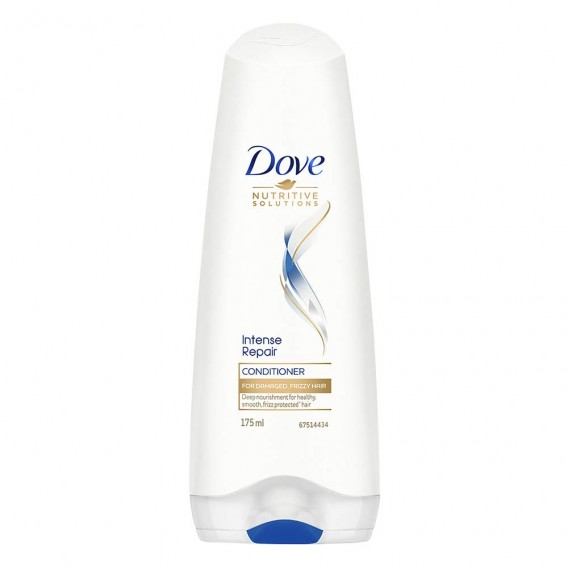 Dove
NUTRITIVE
SOLUTIONS
Intense
Repair
CONDITIONER
FOR DAMAGED, FRIZZY HAIR
Deep nourishment for healthy,
smooth, frizz protected* hair
175 ml 67514434